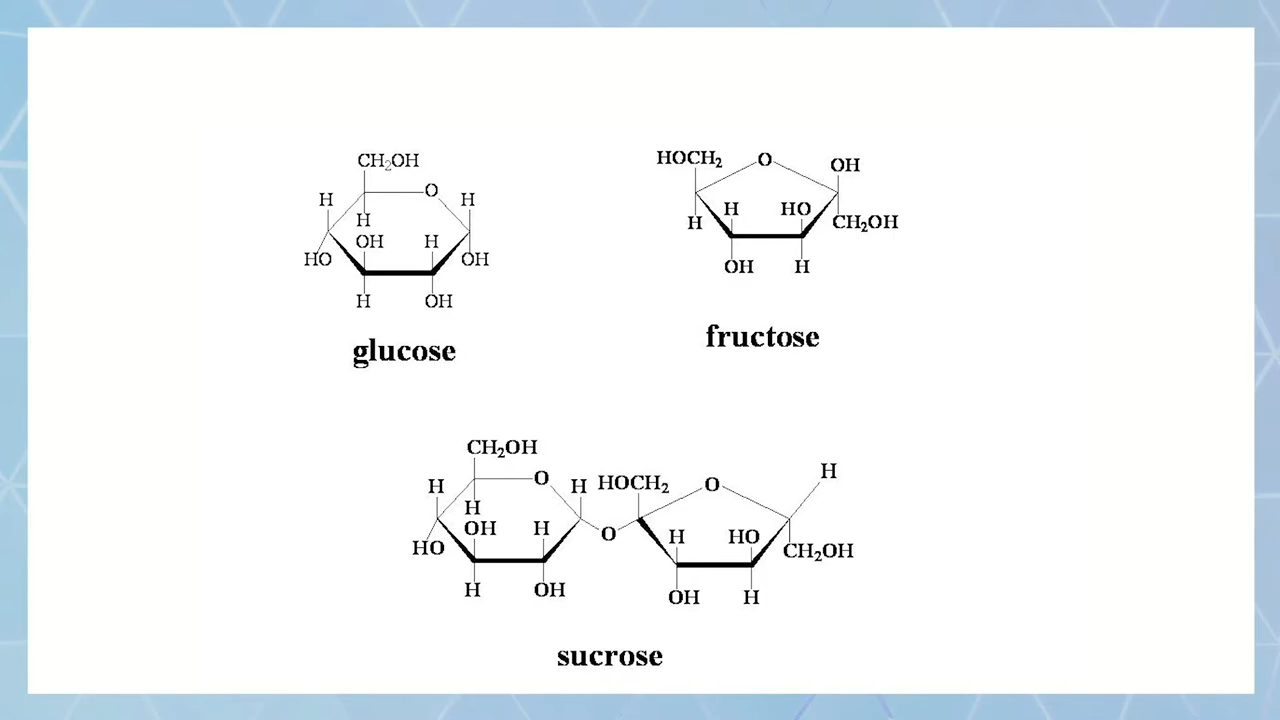 CH₂OH
H O H
H
HO OH H OH
H OH
glucose
HOCH₂ O OH
H H HO CH₂OH
OH H
fructose
CH₂OH
H O H HOCH₂ O H
H
HO OH H O H HO CH₂OH
H OH OH H
sucrose